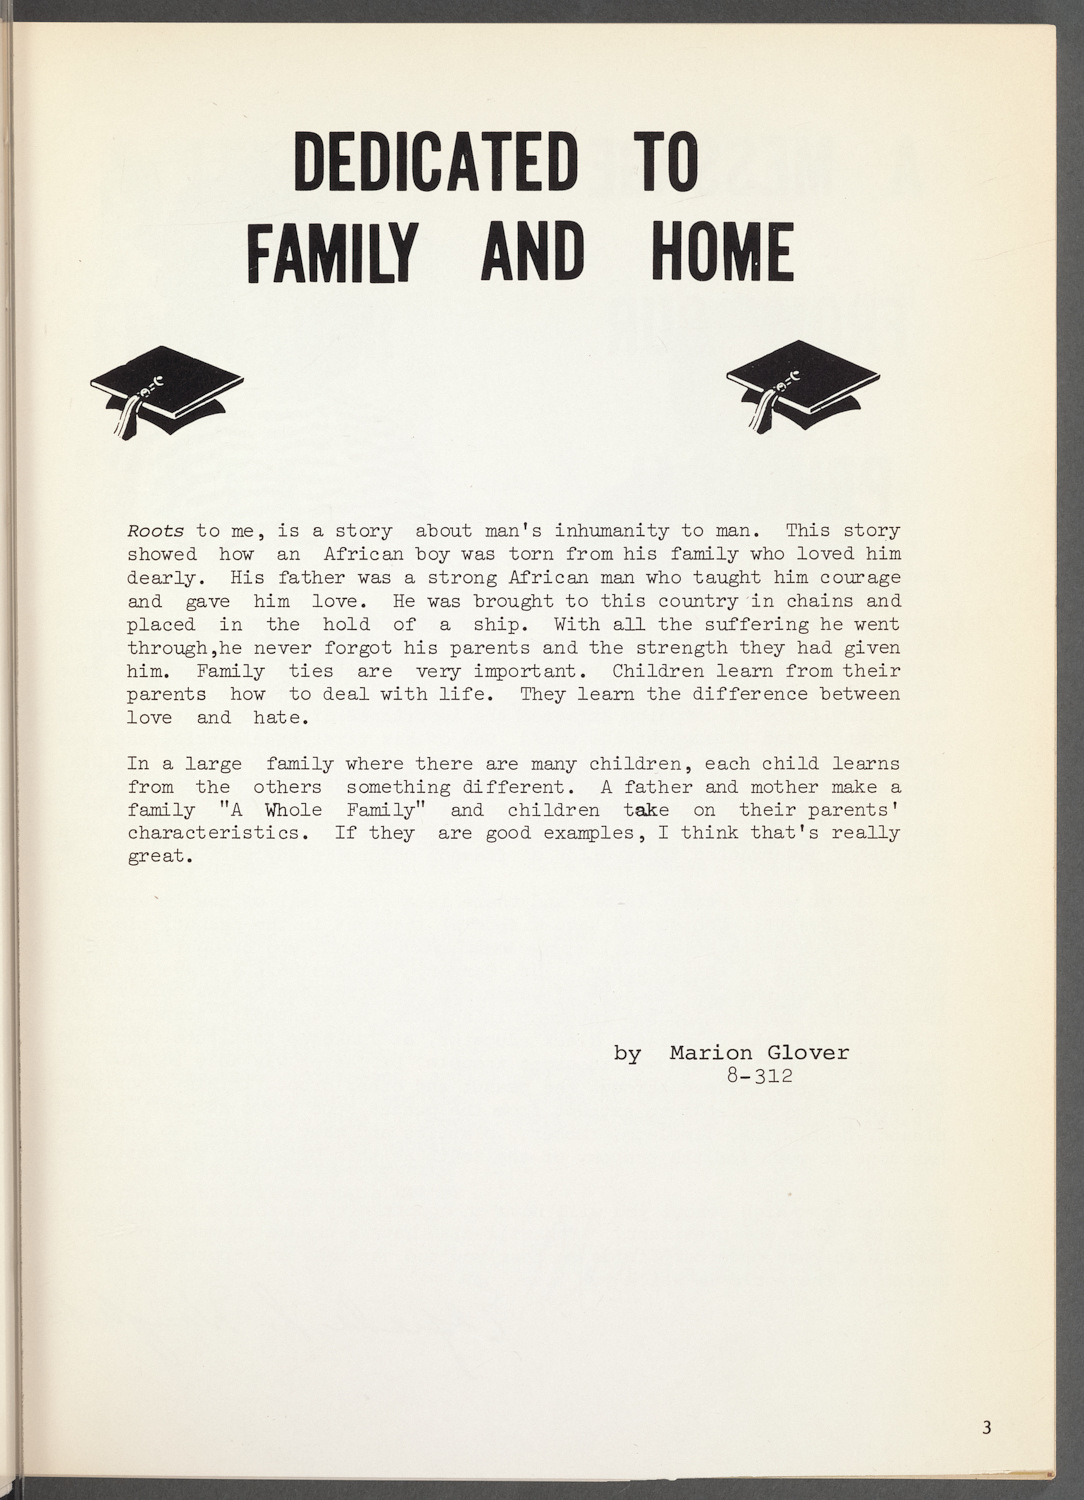 DEDICATED TO
FAMILY AND HOME
Roots to me, is a story about man's inhumanity to man. This story
showed how an African boy was torn from his family who loved him
dearly. His father was a strong African man who taught him courage
and gave him love. He was brought to this country in chains and
placed in the hold of a ship. With all the suffering he went
through,he never forgot his parents and the strength they had given
him. Family ties are very important. Children learn from their
parents how to deal with life. They learn the difference between
love and hate.
In a large family where there are many children, each child learns
from the others something different. A father and mother make a
family "A Whole Family" and children take on their parents'
characteristics. If they are good examples, I think that's really
great.
by Marion Glover
8-312
3